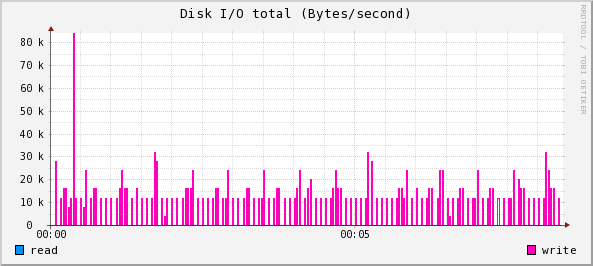 Disk I/O total (Bytes/second)
RRDTOOL / TOBI OETIKER
80 k
70 k
60 k
50 k
40 k
30 k
20 k
10 k
0
00:00 00:05
read write